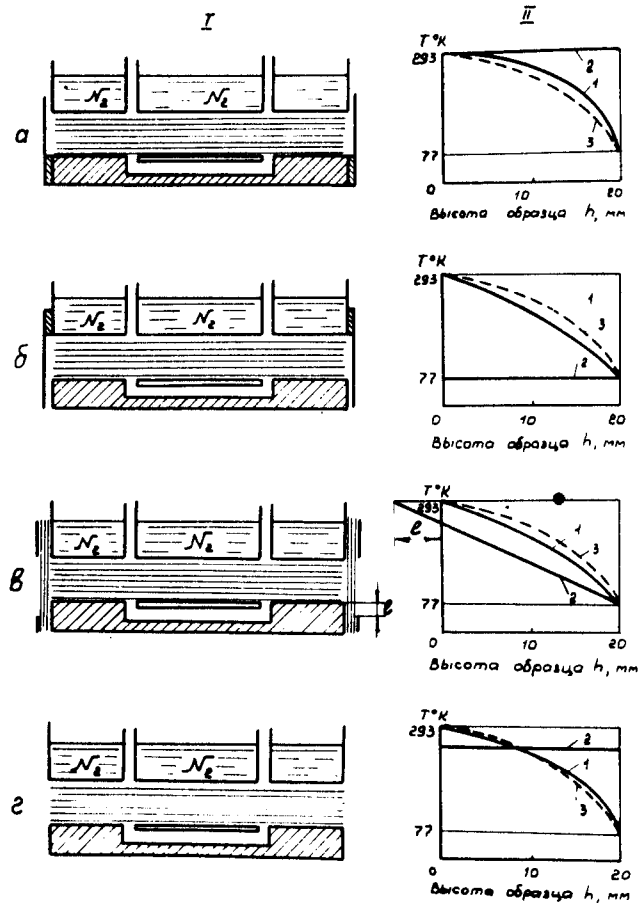 I
II
а
N₂ N₂
T°K
293
2
1
3
77
0 10 20
Высота образца h, мм
б
N₂ N₂
T°K
293
1
3
2
77
0 10 20
Высота образца h, мм
в
N₂ N₂
ℓ
T°K
293
ℓ
1
3
2
77
0 10 20
Высота образца h, мм
г
N₂ N₂
T°K
293
2
1
3
77
0 10 20
Высота образца h, мм